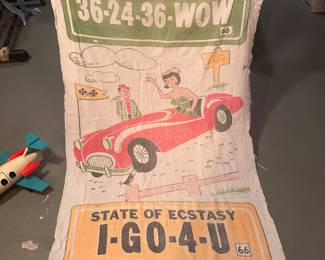 36-24-36-WOW
66
STATE OF ECSTASY
I-GO-4-U
66